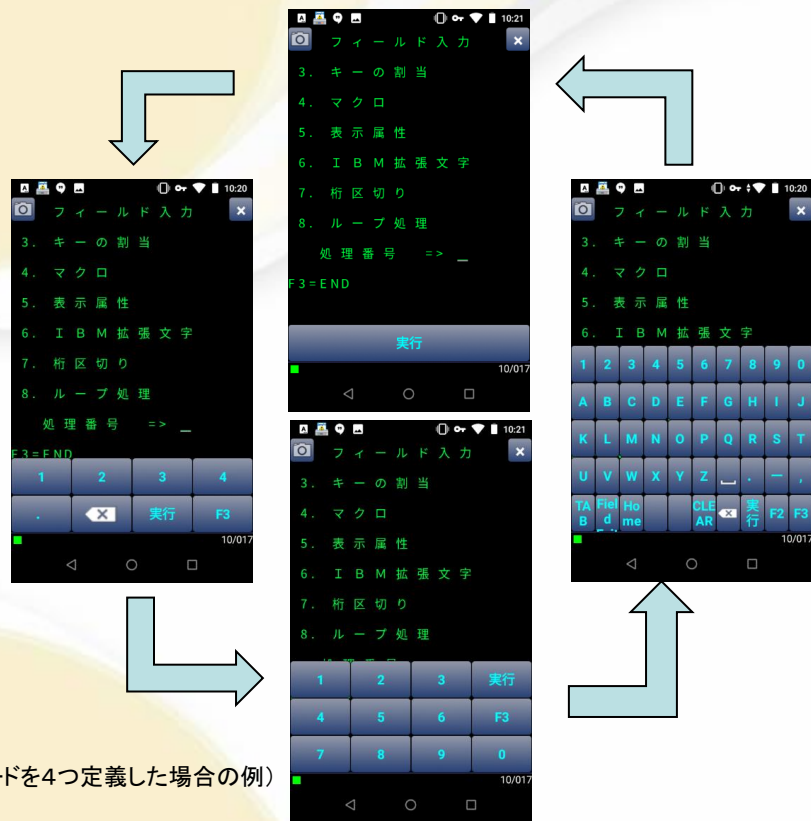 10:21
フィールド入力
3. キーの割当
4. マクロ
5. 表示属性
6. IBM拡張文字
7. 桁区切り
8. ループ処理
処理番号 => _
F3=END
実行
10/017
10:20
フィールド入力
3. キーの割当
4. マクロ
5. 表示属性
6. IBM拡張文字
7. 桁区切り
8. ループ処理
処理番号 => _
F3=END
1 2 3 4
. 実行 F3
10/017
10:21
フィールド入力
3. キーの割当
4. マクロ
5. 表示属性
6. IBM拡張文字
7. 桁区切り
8. ループ処理
1 2 3 実行
4 5 6 F3
7 8 9 0
10/017
10:20
フィールド入力
3. キーの割当
4. マクロ
5. 表示属性
6. IBM拡張文字
1 2 3 4 5 6 7 8 9 0
A B C D E F G H I J
K L M N O P Q R S T
U V W X Y Z . - ,
TAB Field Home CLEAR 実行 F2 F3
10/017
ドを4つ定義した場合の例)